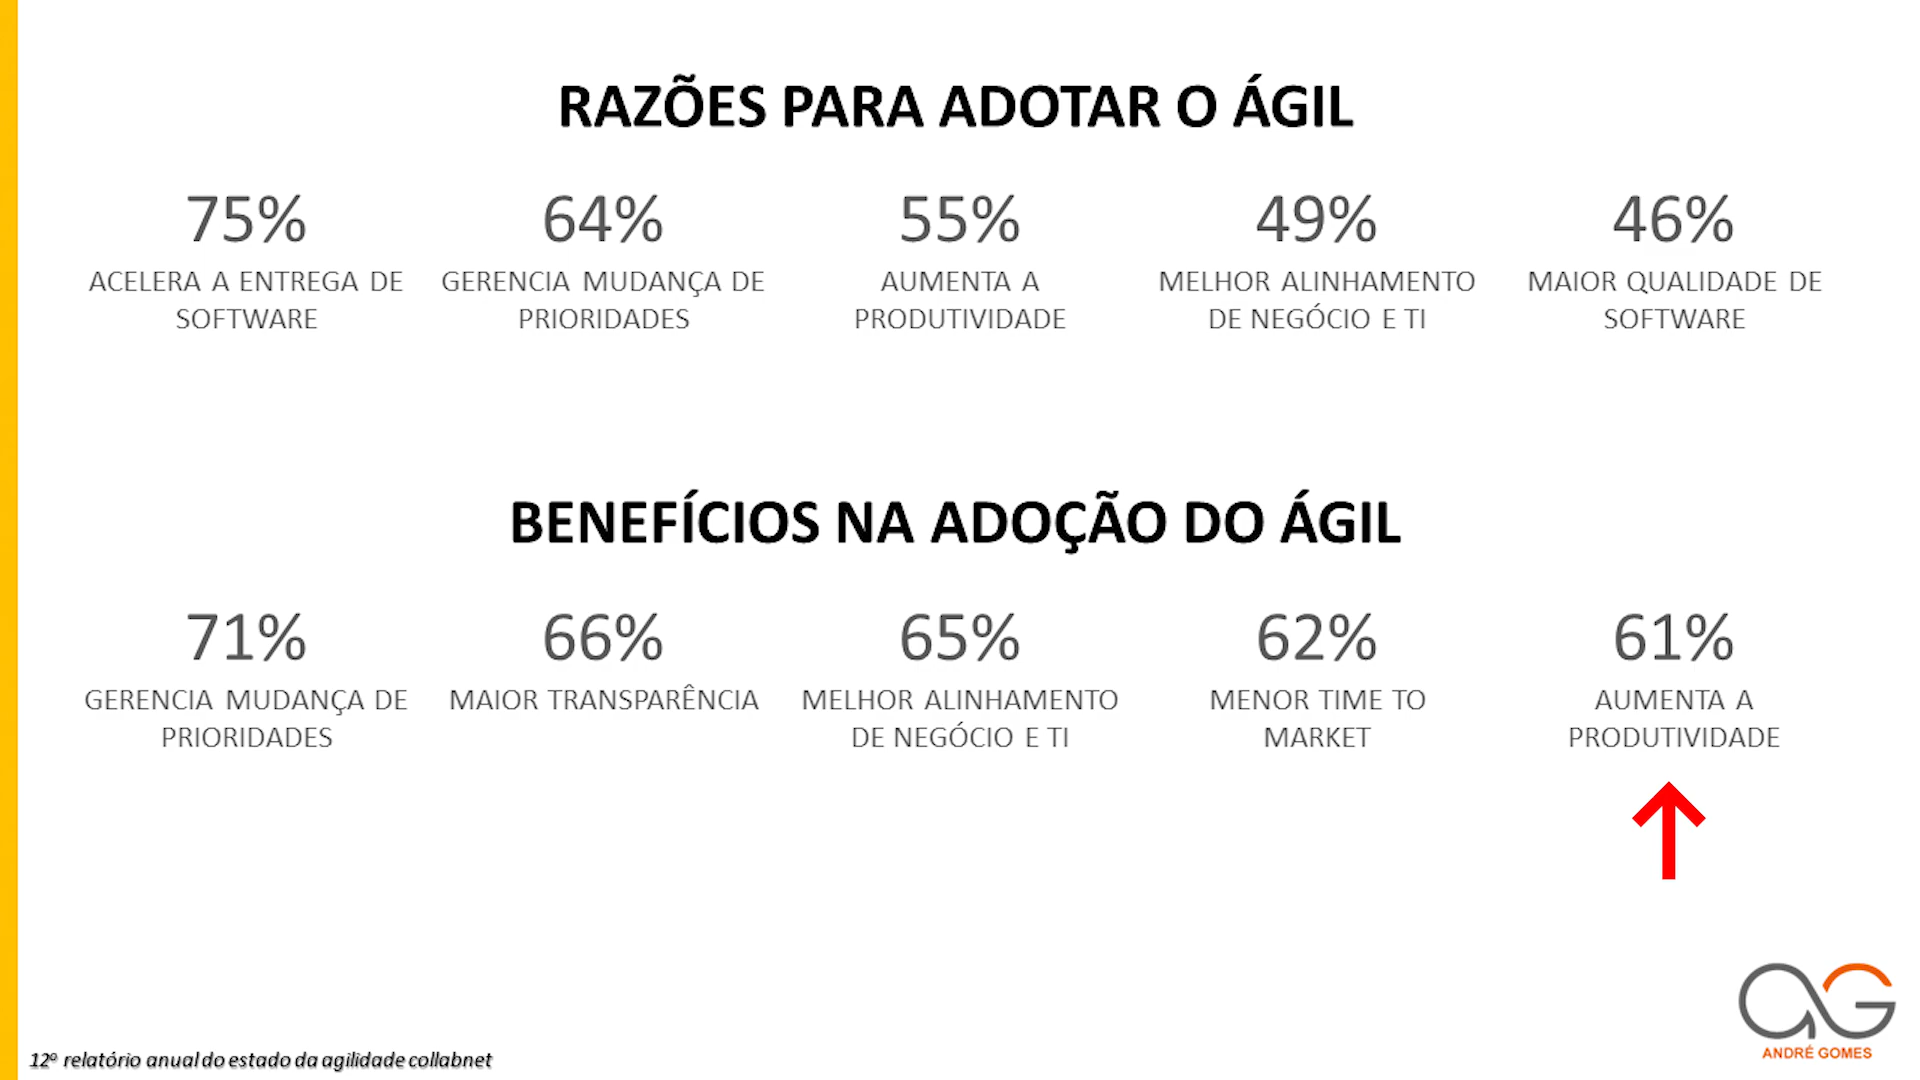 RAZÕES PARA ADOTAR O ÁGIL
75%
ACELERA A ENTREGA DE
SOFTWARE
64%
GERENCIA MUDANÇA DE
PRIORIDADES
55%
AUMENTA A
PRODUTIVIDADE
49%
MELHOR ALINHAMENTO
DE NEGÓCIO E TI
46%
MAIOR QUALIDADE DE
SOFTWARE
BENEFÍCIOS NA ADOÇÃO DO ÁGIL
71%
GERENCIA MUDANÇA DE
PRIORIDADES
66%
MAIOR TRANSPARÊNCIA
65%
MELHOR ALINHAMENTO
DE NEGÓCIO E TI
62%
MENOR TIME TO
MARKET
61%
AUMENTA A
PRODUTIVIDADE
AG
ANDRÉ GOMES
12º relatório anual do estado da agilidade collabnet